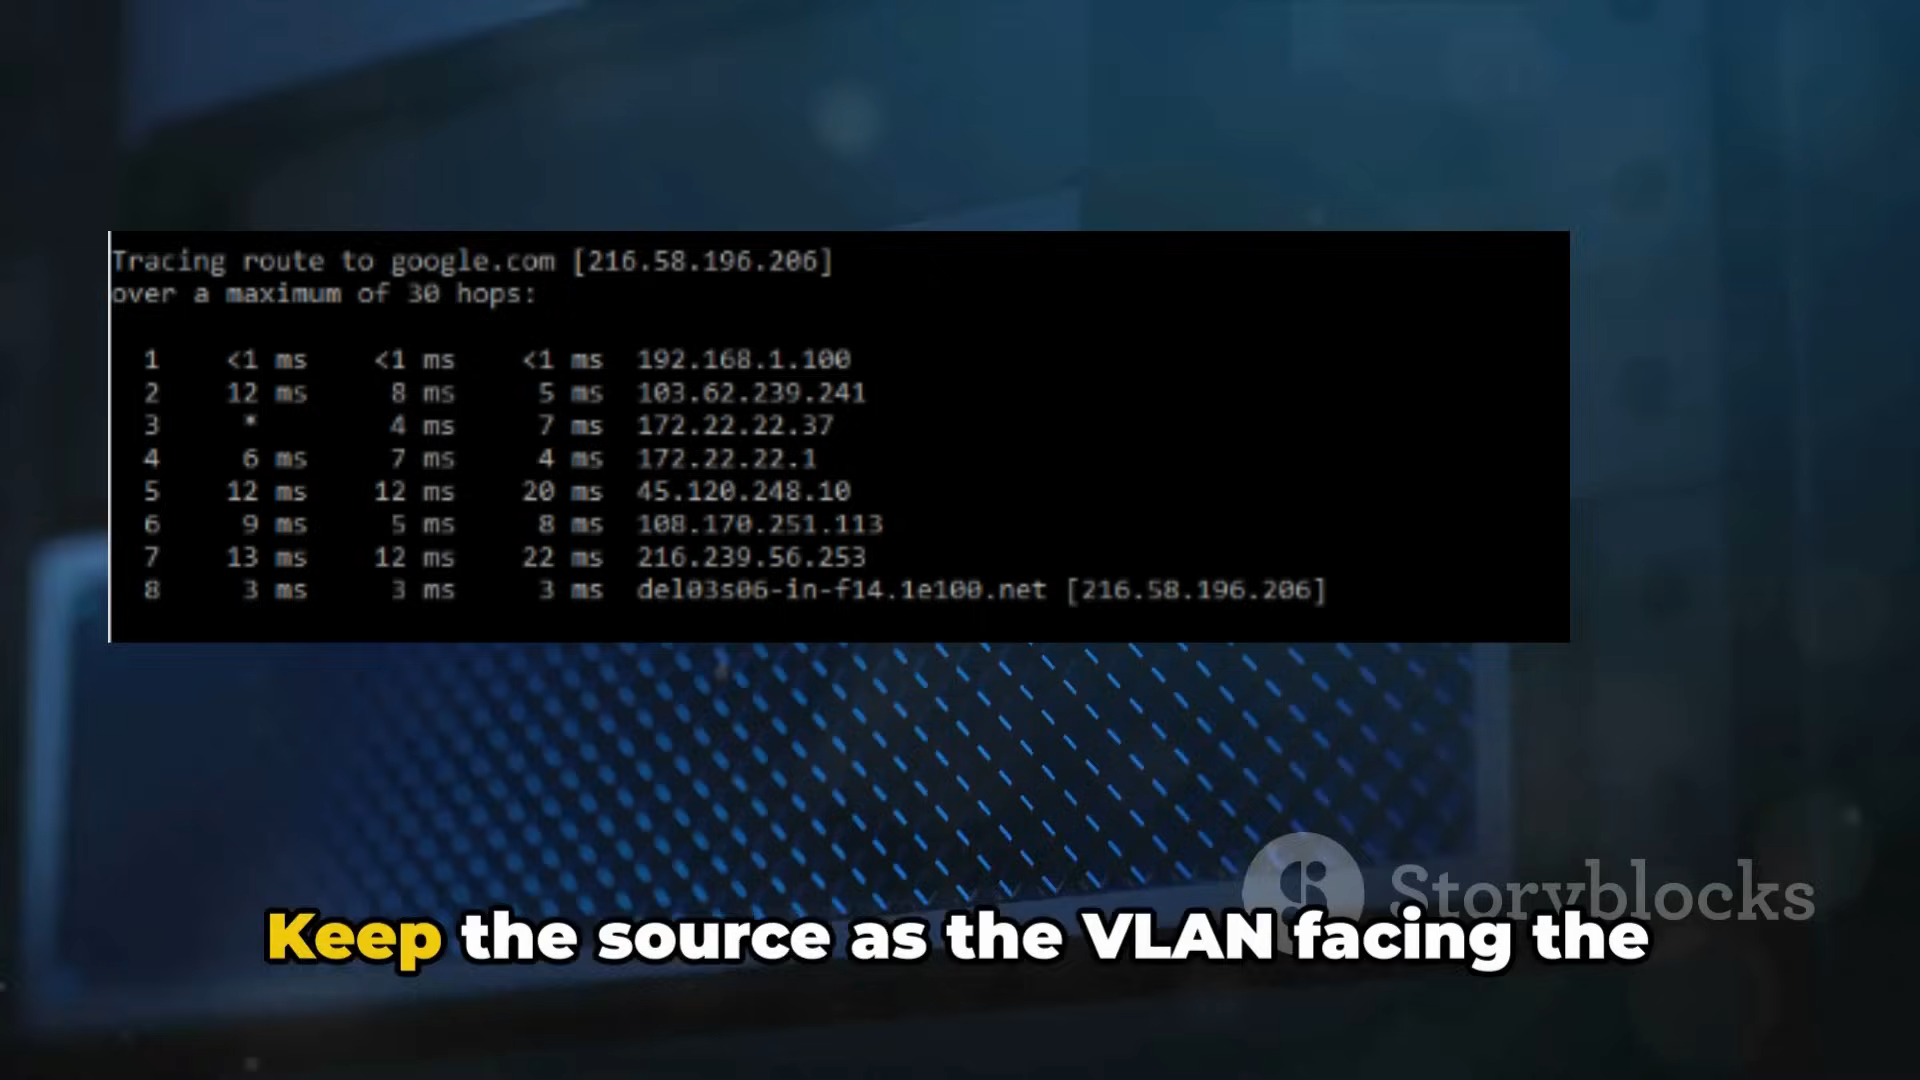 Tracing route to google.com [216.58.196.206]
over a maximum of 30 hops:
1 <1 ms <1 ms <1 ms 192.168.1.100
2 12 ms 8 ms 5 ms 103.62.239.241
3 * 4 ms 7 ms 172.22.22.37
4 6 ms 7 ms 4 ms 172.22.22.1
5 12 ms 12 ms 20 ms 45.120.248.10
6 9 ms 5 ms 8 ms 108.170.251.113
7 13 ms 12 ms 22 ms 216.239.56.253
8 3 ms 3 ms 3 ms del03s06-in-f14.1e100.net [216.58.196.206]
Storyblocks
Keep the source as the VLAN facing the